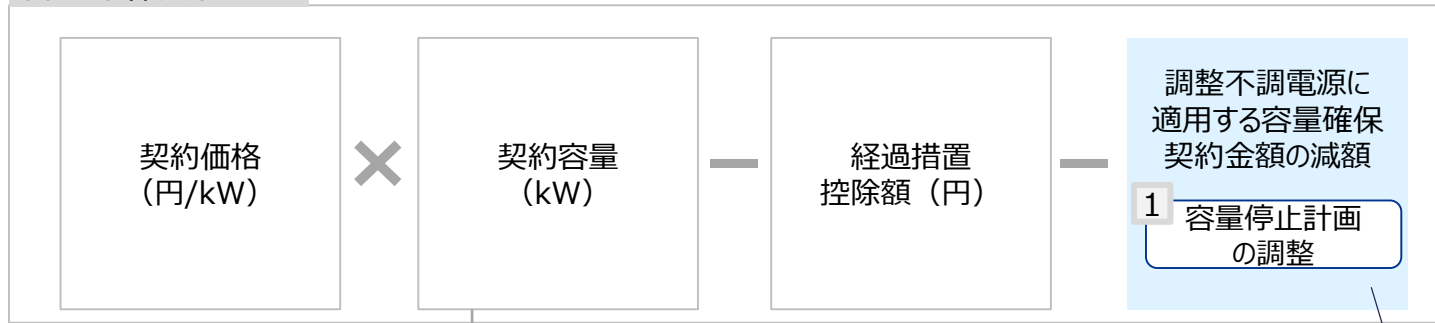 契約価格
（円/kW）
×
契約容量
（kW）
ー
経過措置
控除額（円）
ー
調整不調電源に
適用する容量確保
契約金額の減額
1
容量停止計画
の調整